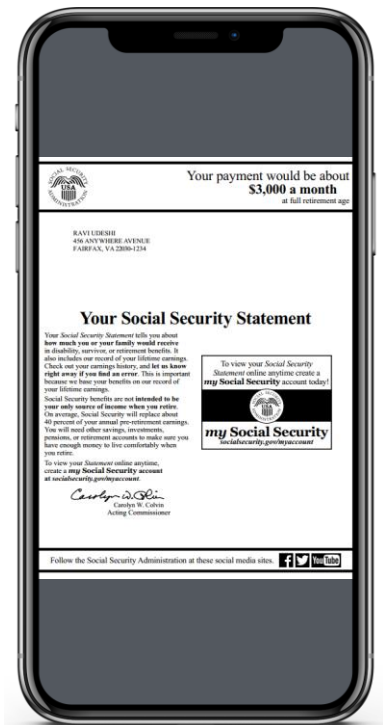 SOCIAL SECURITY ADMINISTRATION
USA
Your payment would be about
$3,000 a month
at full retirement age
RAVI UDESHI
456 ANYWHERE AVENUE
FAIRFAX, VA 22030-1234
Your Social Security Statement
Your Social Security Statement tells you about
how much you or your family would receive
in disability, survivor, or retirement benefits. It
also includes our record of your lifetime earnings.
Check out your earnings history, and let us know
right away if you find an error. This is important
because we base your benefits on our record of
your lifetime earnings.
Social Security benefits are not intended to be
your only source of income when you retire.
On average, Social Security will replace about
40 percent of your annual pre-retirement earnings.
You will need other savings, investments,
pensions, or retirement accounts to make sure you
have enough money to live comfortably when
you retire.
To view your Statement online anytime,
create a my Social Security account
at socialsecurity.gov/myaccount.
Carolyn W. Colvin
Carolyn W. Colvin
Acting Commissioner
To view your Social Security
Statement online anytime create a
my Social Security account today!
my Social Security
socialsecurity.gov/myaccount
Follow the Social Security Administration at these social media sites.
f
YouTube